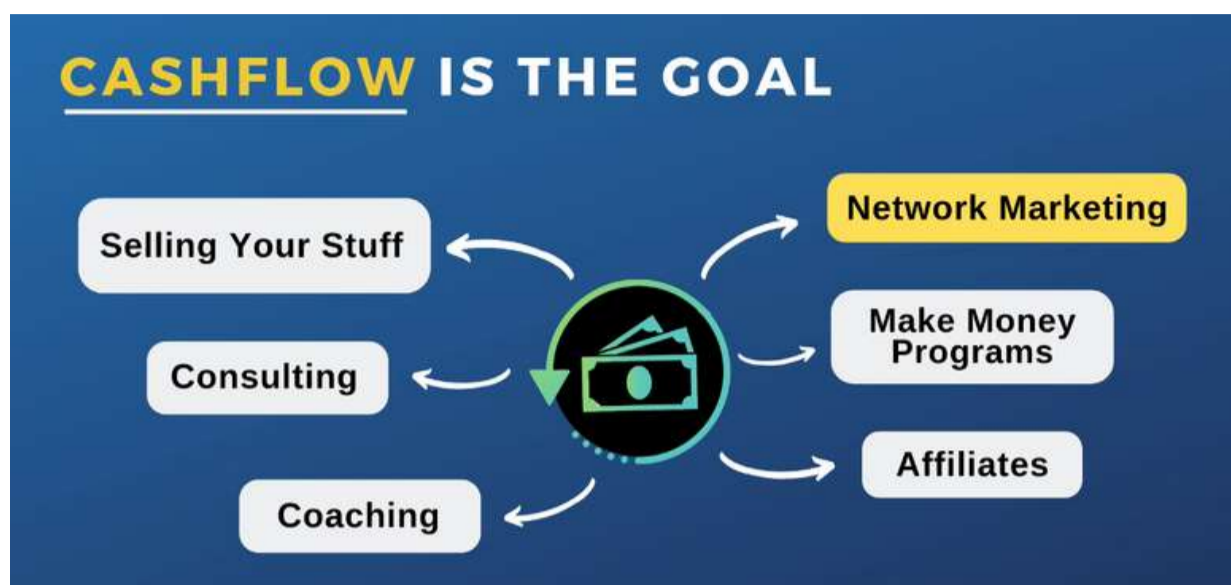 CASHFLOW IS THE GOAL
Selling Your Stuff
Consulting
Coaching
Network Marketing
Make Money
Programs
Affiliates